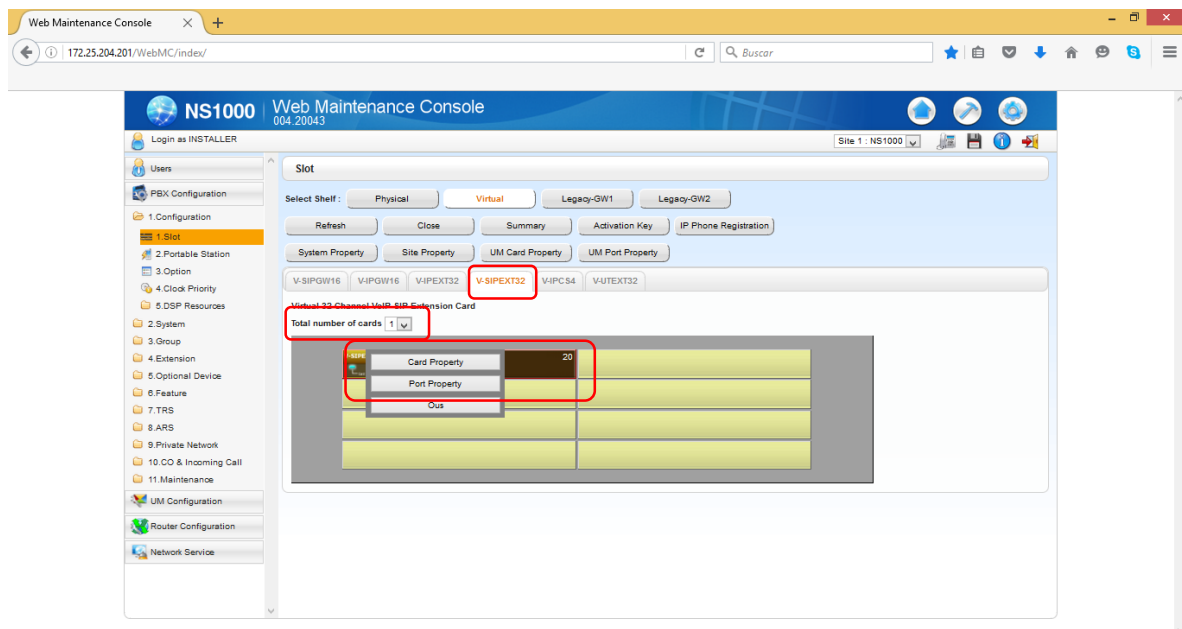 Web Maintenance Console
172.25.204.201/WebMC/index/
Buscar
NS1000
Web Maintenance Console
004.20043
Login as INSTALLER
Site 1 : NS1000
Users
PBX Configuration
1.Configuration
1.Slot
2.Portable Station
3.Option
4.Clock Priority
5.DSP Resources
2.System
3.Group
4.Extension
5.Optional Device
6.Feature
7.TRS
8.ARS
9.Private Network
10.CO & Incoming Call
11.Maintenance
UM Configuration
Router Configuration
Network Service
Slot
Select Shelf : Physical Virtual Legacy-GW1 Legacy-GW2
Refresh Close Summary Activation Key IP Phone Registration
System Property Site Property UM Card Property UM Port Property
V-SIPGW16 V-IPGW16 V-IPEXT32 V-SIPEXT32 V-IPCS4 V-UTEXT32
Virtual 32-Channel VoIP SIP Extension Card
Total number of cards 1
20
Card Property
Port Property
Ous